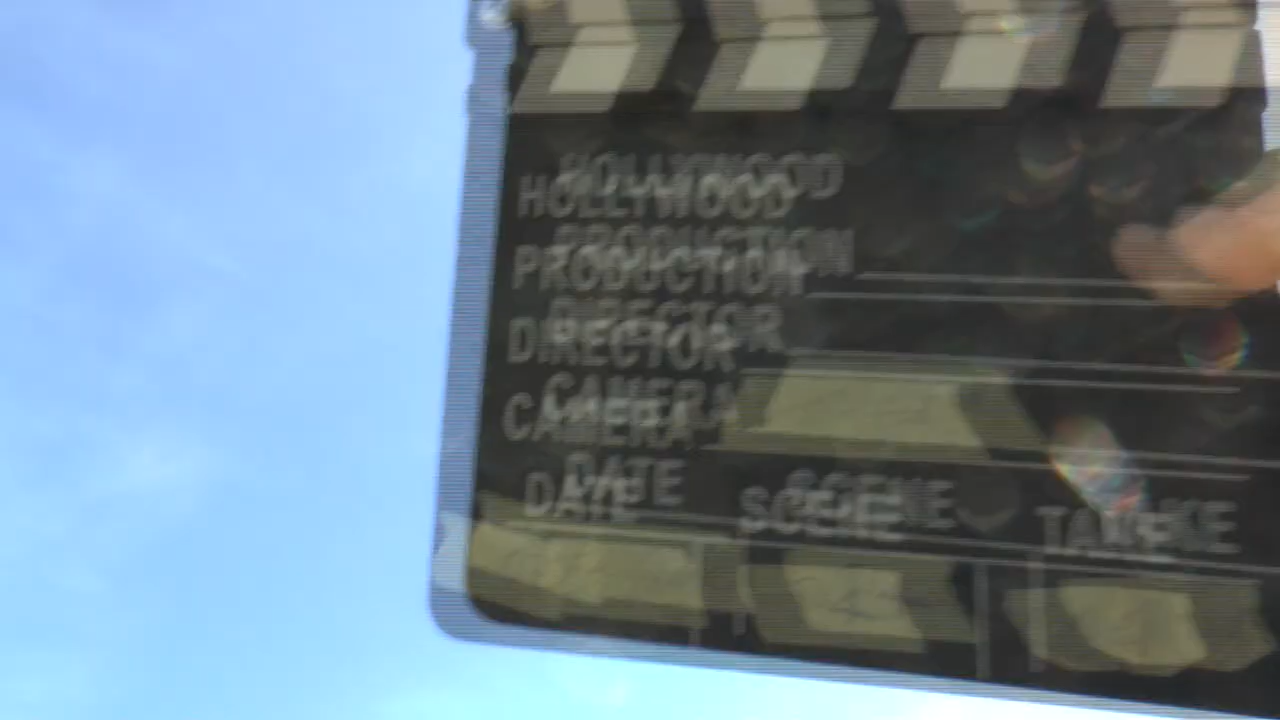 HOLLYWOOD
PRODUCTION
DIRECTOR
CAMERA
DATE SCENE TAKE